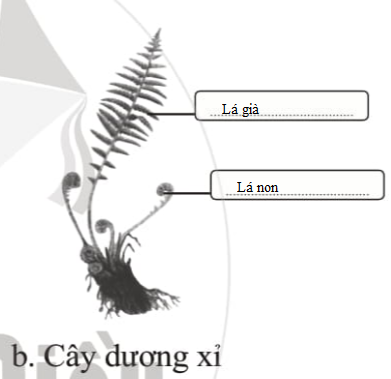 Lá già
Lá non
b. Cây dương xỉ